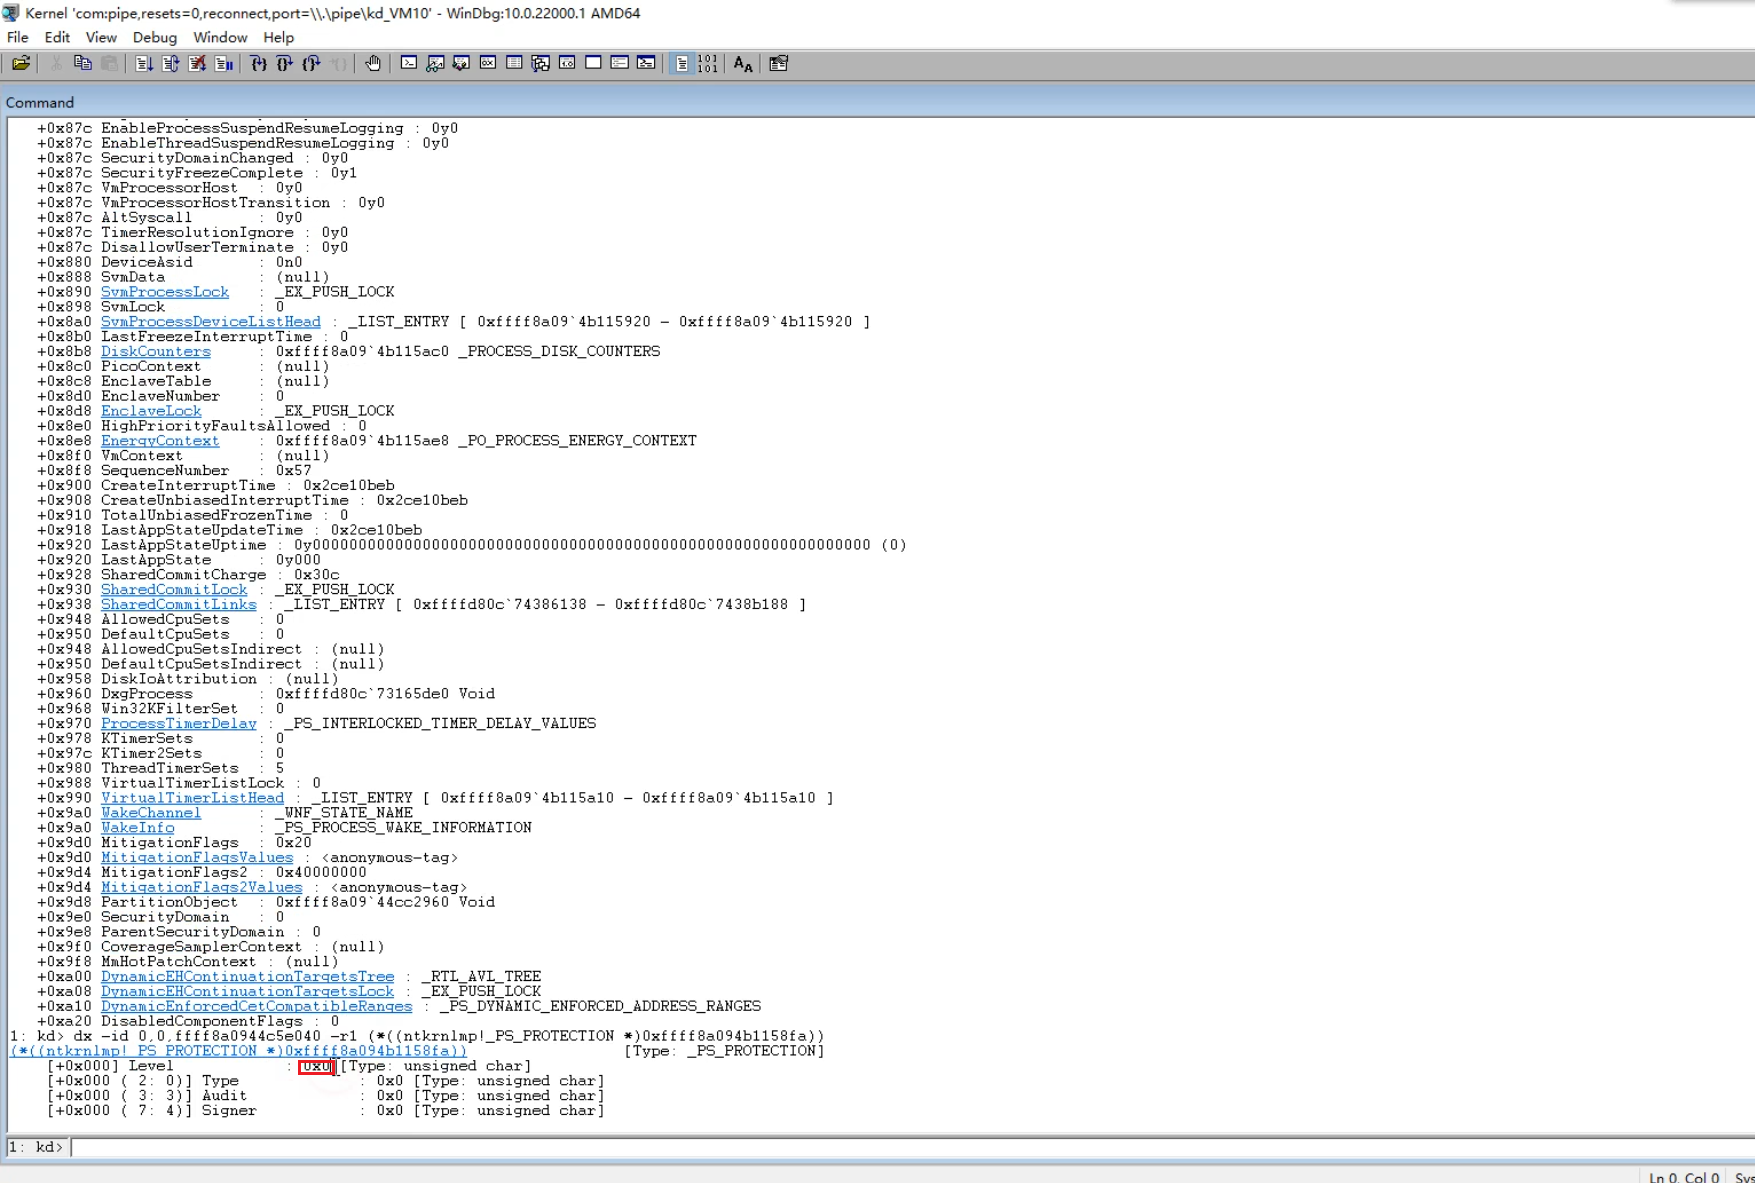 Kernel 'com:pipe,resets=0,reconnect,port=\\.\pipe\kd_VM10' - WinDbg:10.0.22000.1 AMD64
File Edit View Debug Window Help
Command
+0x87c EnableProcessSuspendResumeLogging : 0y0
+0x87c EnableThreadSuspendResumeLogging : 0y0
+0x87c SecurityDomainChanged : 0y0
+0x87c SecurityFreezeComplete : 0y1
+0x87c VmProcessorHost : 0y0
+0x87c VmProcessorHostTransition : 0y0
+0x87c AltSyscall : 0y0
+0x87c TimerResolutionIgnore : 0y0
+0x87c DisallowUserTerminate : 0y0
+0x880 DeviceAsid : 0n0
+0x888 SvmData : (null)
+0x890 SvmProcessLock : _EX_PUSH_LOCK
+0x898 SvmLock : 0
+0x8a0 SvmProcessDeviceListHead : _LIST_ENTRY [ 0xffff8a09`4b115920 - 0xffff8a09`4b115920 ]
+0x8b0 LastFreezeInterruptTime : 0
+0x8b8 DiskCounters : 0xffff8a09`4b115ac0 _PROCESS_DISK_COUNTERS
+0x8c0 PicoContext : (null)
+0x8c8 EnclaveTable : (null)
+0x8d0 EnclaveNumber : 0
+0x8d8 EnclaveLock : _EX_PUSH_LOCK
+0x8e0 HighPriorityFaultsAllowed : 0
+0x8e8 EnergyContext : 0xffff8a09`4b115ae8 _PO_PROCESS_ENERGY_CONTEXT
+0x8f0 VmContext : (null)
+0x8f8 SequenceNumber : 0x57
+0x900 CreateInterruptTime : 0x2ce10beb
+0x908 CreateUnbiasedInterruptTime : 0x2ce10beb
+0x910 TotalUnbiasedFrozenTime : 0
+0x918 LastAppStateUpdateTime : 0x2ce10beb
+0x920 LastAppStateUptime : 0y0000000000000000000000000000000000000000000000000000000000000 (0)
+0x920 LastAppState : 0y000
+0x928 SharedCommitCharge : 0x30c
+0x930 SharedCommitLock : _EX_PUSH_LOCK
+0x938 SharedCommitLinks : _LIST_ENTRY [ 0xffffd80c`74386138 - 0xffffd80c`7438b188 ]
+0x948 AllowedCpuSets : 0
+0x950 DefaultCpuSets : 0
+0x948 AllowedCpuSetsIndirect : (null)
+0x950 DefaultCpuSetsIndirect : (null)
+0x958 DiskIoAttribution : (null)
+0x960 DxgProcess : 0xffffd80c`73165de0 Void
+0x968 Win32KFilterSet : 0
+0x970 ProcessTimerDelay : _PS_INTERLOCKED_TIMER_DELAY_VALUES
+0x978 KTimerSets : 0
+0x97c KTimer2Sets : 0
+0x980 ThreadTimerSets : 5
+0x988 VirtualTimerListLock : 0
+0x990 VirtualTimerListHead : _LIST_ENTRY [ 0xffff8a09`4b115a10 - 0xffff8a09`4b115a10 ]
+0x9a0 WakeChannel : _WNF_STATE_NAME
+0x9a0 WakeInfo : _PS_PROCESS_WAKE_INFORMATION
+0x9d0 MitigationFlags : 0x20
+0x9d0 MitigationFlagsValues : <anonymous-tag>
+0x9d4 MitigationFlags2 : 0x40000000
+0x9d4 MitigationFlags2Values : <anonymous-tag>
+0x9d8 PartitionObject : 0xffff8a09`44cc2960 Void
+0x9e0 SecurityDomain : 0
+0x9e8 ParentSecurityDomain : 0
+0x9f0 CoverageSamplerContext : (null)
+0x9f8 MmHotPatchContext : (null)
+0xa00 DynamicEHContinuationTargetsTree : _RTL_AVL_TREE
+0xa08 DynamicEHContinuationTargetsLock : _EX_PUSH_LOCK
+0xa10 DynamicEnforcedCetCompatibleRanges : _PS_DYNAMIC_ENFORCED_ADDRESS_RANGES
+0xa20 DisabledComponentFlags : 0
1: kd> dx -id 0,0,ffff8a0944c5e040 -r1 (*((ntkrnlmp!_PS_PROTECTION *)0xffff8a094b1158fa))
(*((ntkrnlmp!_PS_PROTECTION *)0xffff8a094b1158fa)) [Type: _PS_PROTECTION]
[+0x000] Level : 0x0 [Type: unsigned char]
[+0x000 ( 2: 0)] Type : 0x0 [Type: unsigned char]
[+0x000 ( 3: 3)] Audit : 0x0 [Type: unsigned char]
[+0x000 ( 7: 4)] Signer : 0x0 [Type: unsigned char]
1: kd>
Ln 0, Col 0 Sys